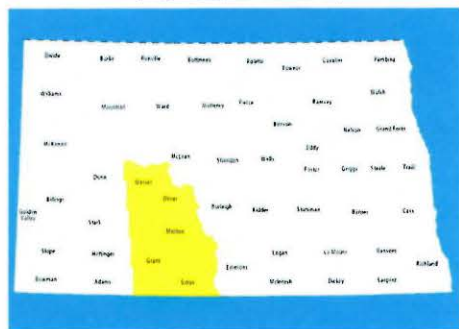 Divide Burke Renville Bottineau Rolette Towner Cavalier Pembina
Williams Mountrail Ward McHenry Pierce Ramsey Walsh
Benson Nelson Grand Forks
McKenzie McLean Sheridan Wells Eddy Foster Griggs Steele Traill
Dunn Mercer
Billings Oliver Burleigh Kidder Stutsman Barnes Cass
Golden
Valley
Stark Morton
Slope Hettinger Grant Emmons Logan La Moure Ransom Richland
Bowman Adams Sioux McIntosh Dickey Sargent